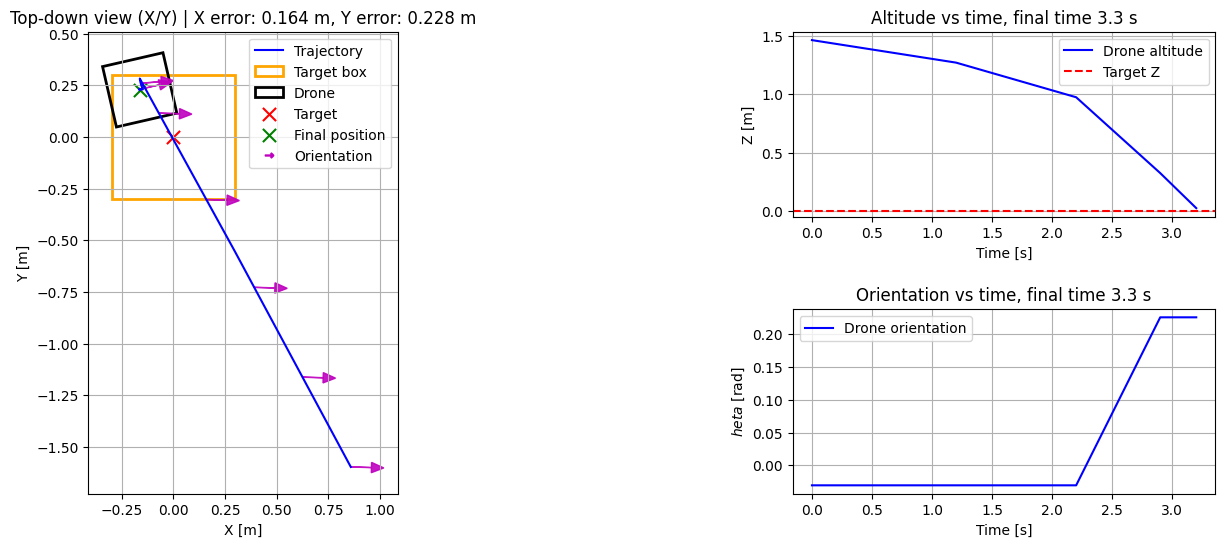 Top-down view (X/Y) | X error: 0.164 m, Y error: 0.228 m
0.50
0.25
0.00
−0.25
−0.50
−0.75
−1.00
−1.25
−1.50
Y [m]
−0.25
0.00
0.25
0.50
0.75
1.00
X [m]
Trajectory
Target box
Drone
Target
Final position
Orientation
Altitude vs time, final time 3.3 s
1.5
1.0
0.5
0.0
Z [m]
Drone altitude
Target Z
0.0
0.5
1.0
1.5
2.0
2.5
3.0
Time [s]
Orientation vs time, final time 3.3 s
0.20
0.15
0.10
0.05
0.00
heta [rad]
Drone orientation
0.0
0.5
1.0
1.5
2.0
2.5
3.0
Time [s]